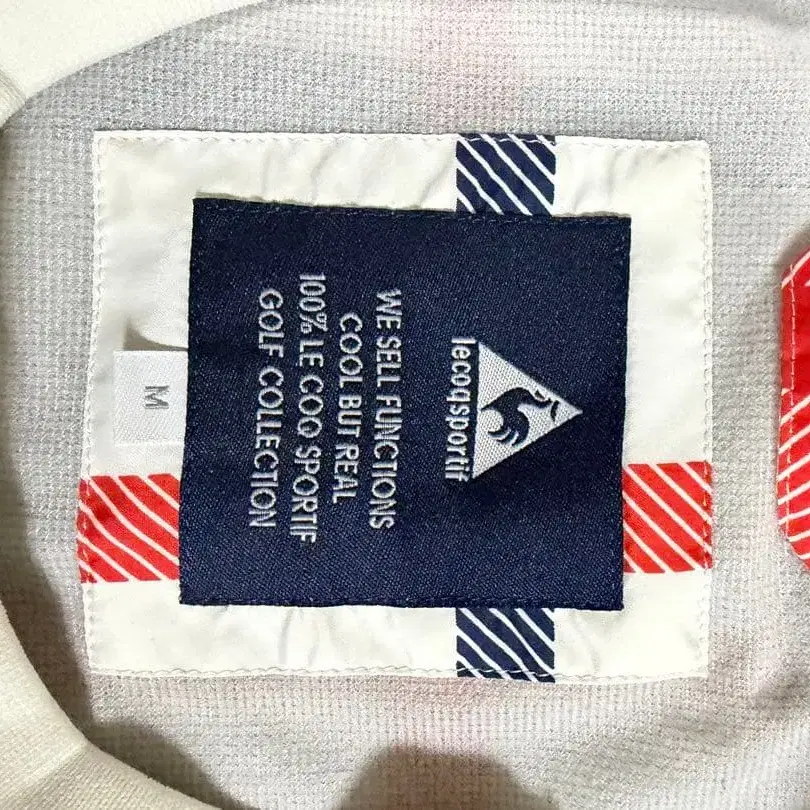 lecoqsportif
WE SELL FUNCTIONS
COOL BUT REAL
100% LE COQ SPORTIF
GOLF COLLECTION
M